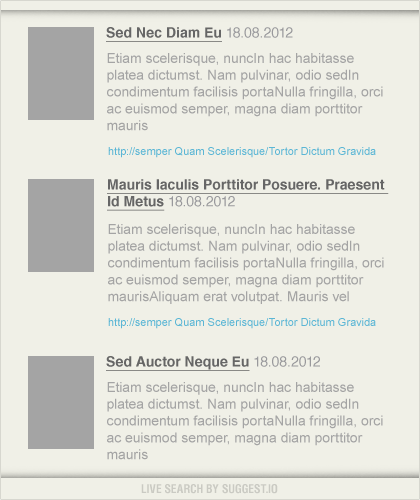 Sed Nec Diam Eu 18.08.2012
Etiam scelerisque, nuncIn hac habitasse
platea dictumst. Nam pulvinar, odio sedIn
condimentum facilisis portaNulla fringilla, orci
ac euismod semper, magna diam porttitor
mauris
http://semper Quam Scelerisque/Tortor Dictum Gravida
Mauris Iaculis Porttitor Posuere. Praesent
Id Metus 18.08.2012
Etiam scelerisque, nuncIn hac habitasse
platea dictumst. Nam pulvinar, odio sedIn
condimentum facilisis portaNulla fringilla, orci
ac euismod semper, magna diam porttitor
maurisAliquam erat volutpat. Mauris vel
http://semper Quam Scelerisque/Tortor Dictum Gravida
Sed Auctor Neque Eu 18.08.2012
Etiam scelerisque, nuncIn hac habitasse
platea dictumst. Nam pulvinar, odio sedIn
condimentum facilisis portaNulla fringilla, orci
ac euismod semper, magna diam porttitor
mauris
LIVE SEARCH BY SUGGEST.IO